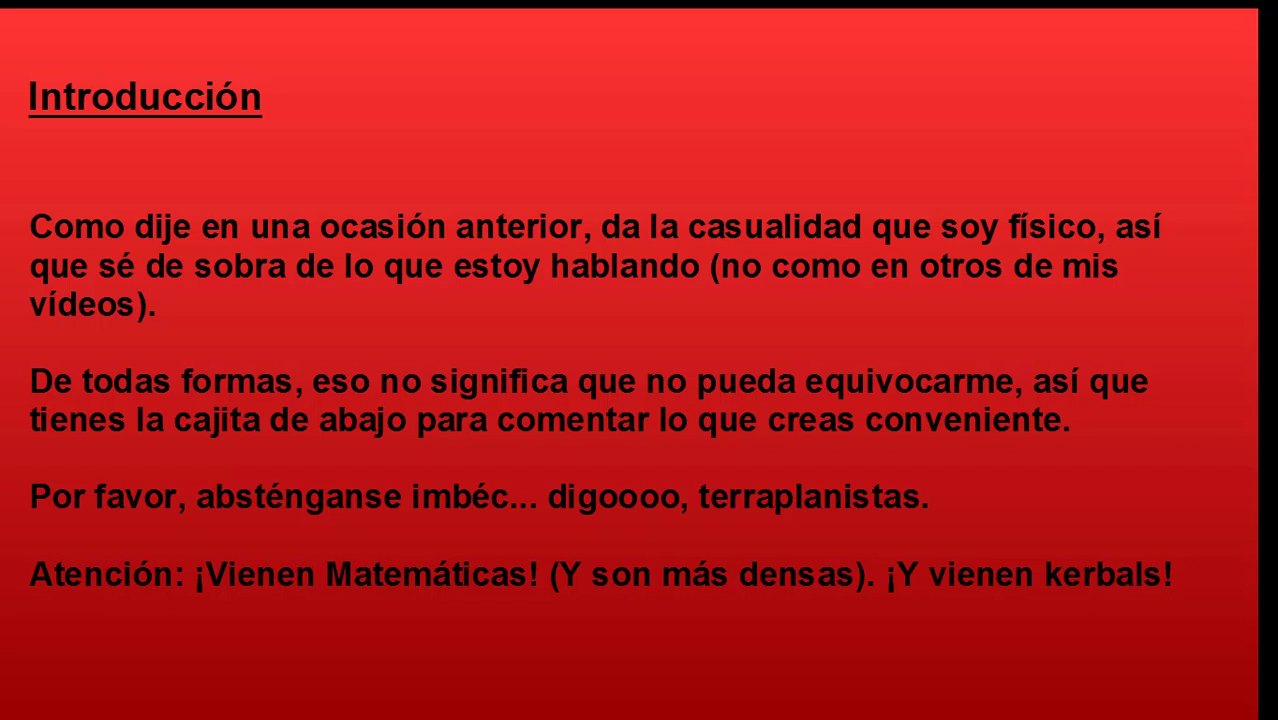 Introducción
Como dije en una ocasión anterior, da la casualidad que soy físico, así
que sé de sobra de lo que estoy hablando (no como en otros de mis
vídeos).
De todas formas, eso no significa que no pueda equivocarme, así que
tienes la cajita de abajo para comentar lo que creas conveniente.
Por favor, absténganse imbéc... digoooo, terraplanistas.
Atención: ¡Vienen Matemáticas! (Y son más densas). ¡Y vienen kerbals!